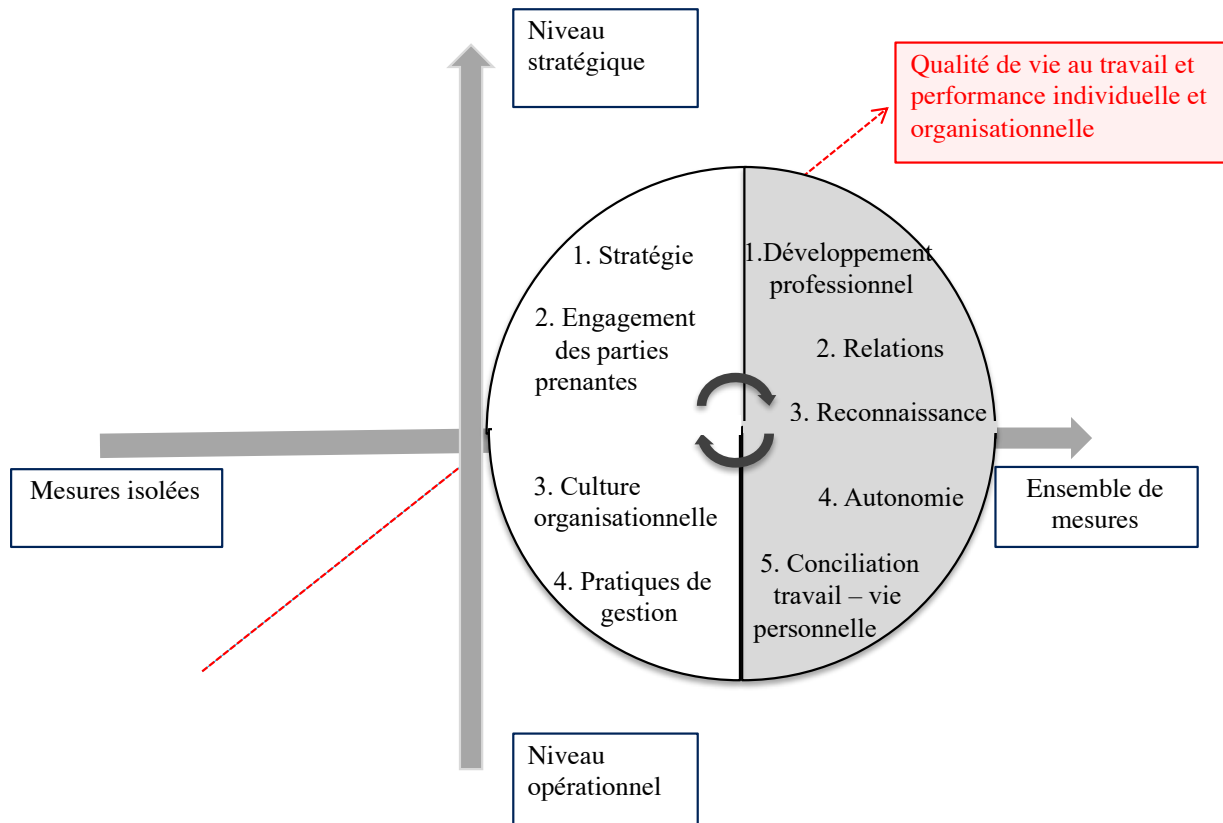 Niveau
stratégique
Qualité de vie au travail et
performance individuelle et
organisationnelle
1. Stratégie
2. Engagement
des parties
prenantes
3. Culture
organisationnelle
4. Pratiques de
gestion
1.Développement
professionnel
2. Relations
3. Reconnaissance
4. Autonomie
5. Conciliation
travail – vie
personnelle
Mesures isolées
Ensemble de
mesures
Niveau
opérationnel